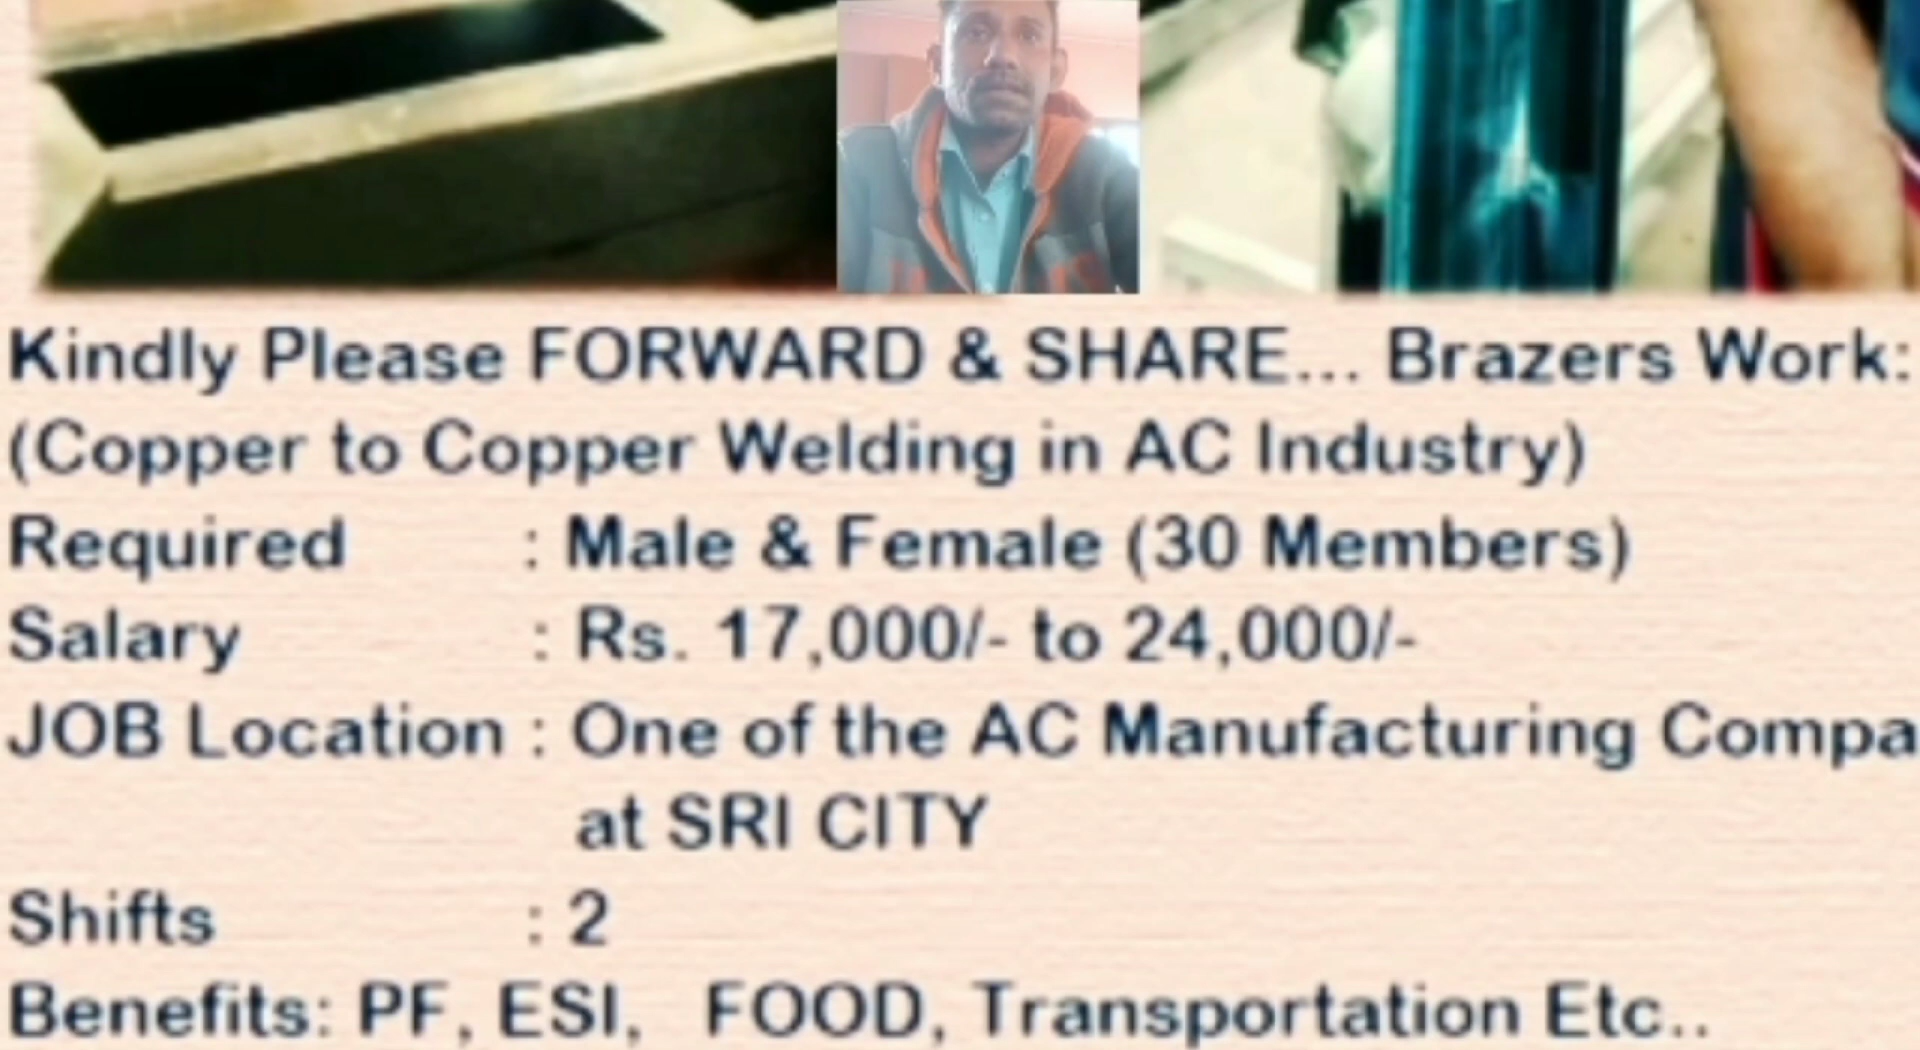 Kindly Please FORWARD & SHARE... Brazers Work:
(Copper to Copper Welding in AC Industry)
Required : Male & Female (30 Members)
Salary : Rs. 17,000/- to 24,000/-
JOB Location : One of the AC Manufacturing Compa
at SRI CITY
Shifts : 2
Benefits: PF, ESI, FOOD, Transportation Etc..